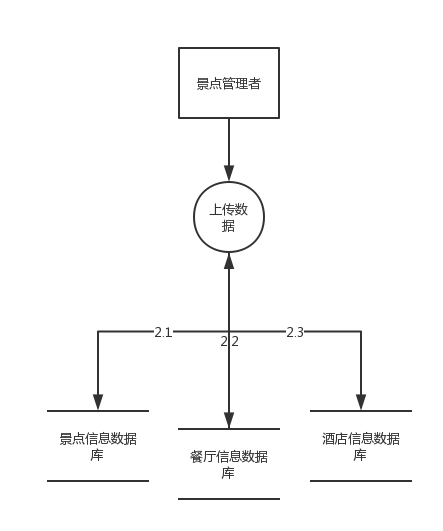 景点管理者
上传数
据
2.1
2.2
2.3
景点信息数据
库
餐厅信息数据
库
酒店信息数据
库